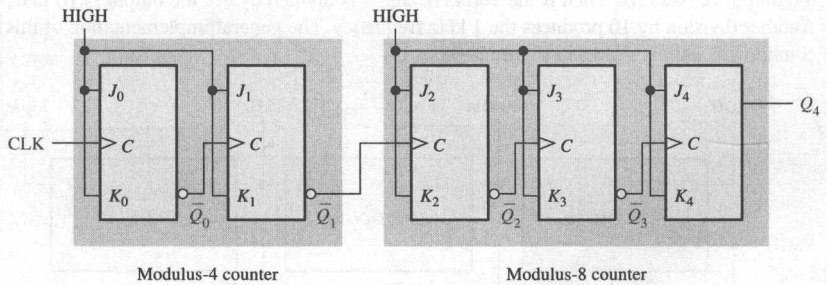 HIGH
HIGH
J₀
J₁
J₂
J₃
J₄
Q₄
CLK
C
C
C
C
C
K₀
Q̅₀
K₁
Q̅₁
K₂
Q̅₂
K₃
Q̅₃
K₄
Modulus-4 counter
Modulus-8 counter